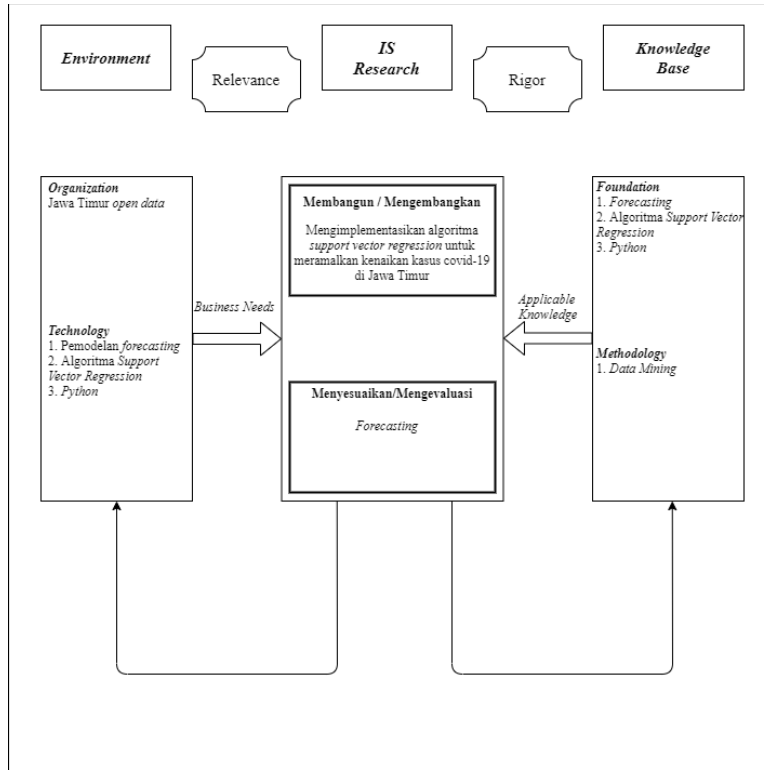 Environment
Relevance
IS
Research
Rigor
Knowledge
Base
Organization
Jawa Timur open data
Technology
1. Pemodelan forecasting
2. Algoritma Support
Vector Regression
3. Python
Business Needs
Membangun / Mengembangkan
Mengimplementasikan algoritma
support vector regression untuk
meramalkan kenaikan kasus covid-19
di Jawa Timur
Menyesuaikan/Mengevaluasi
Forecasting
Applicable
Knowledge
Foundation
1. Forecasting
2. Algoritma Support Vector
Regression
3. Python
Methodology
1. Data Mining